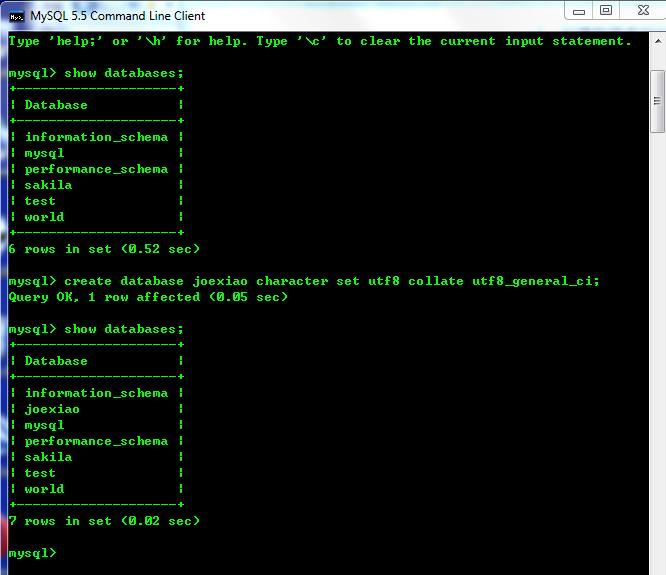 MySQL 5.5 Command Line Client
Type 'help;' or '\h' for help. Type '\c' to clear the current input statement.
mysql> show databases;
+--------------------+
| Database           |
+--------------------+
| information_schema |
| mysql              |
| performance_schema |
| sakila             |
| test               |
| world              |
+--------------------+
6 rows in set (0.52 sec)
mysql> create database joexiao character set utf8 collate utf8_general_ci;
Query OK, 1 row affected (0.05 sec)
mysql> show databases;
+--------------------+
| Database           |
+--------------------+
| information_schema |
| joexiao            |
| mysql              |
| performance_schema |
| sakila             |
| test               |
| world              |
+--------------------+
7 rows in set (0.02 sec)
mysql>